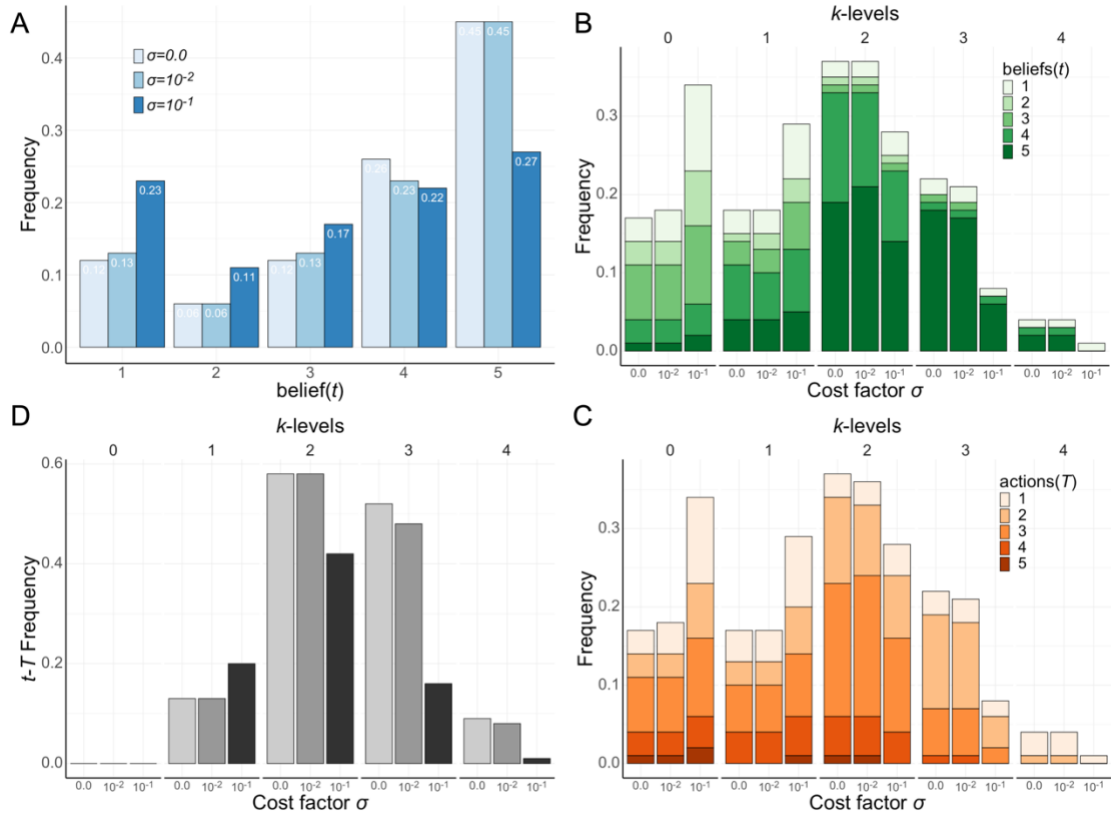 A
σ=0.0
σ=10-2
σ=10-1
Frequency
0.4
0.3
0.2
0.1
0.0
0.12
0.13
0.23
0.06
0.06
0.11
0.12
0.13
0.17
0.26
0.23
0.22
0.45
0.45
0.27
1 2 3 4 5
belief(t)
B
k-levels
0 1 2 3 4
beliefs(t)
1
2
3
4
5
Frequency
0.3
0.2
0.1
0.0
0.0 10-2 10-1 0.0 10-2 10-1 0.0 10-2 10-1 0.0 10-2 10-1 0.0 10-2 10-1
Cost factor σ
D
k-levels
0 1 2 3 4
t-T Frequency
0.6
0.4
0.2
0.0
0.0 10-2 10-1 0.0 10-2 10-1 0.0 10-2 10-1 0.0 10-2 10-1 0.0 10-2 10-1
Cost factor σ
C
k-levels
0 1 2 3 4
actions(T)
1
2
3
4
5
Frequency
0.3
0.2
0.1
0.0
0.0 10-2 10-1 0.0 10-2 10-1 0.0 10-2 10-1 0.0 10-2 10-1 0.0 10-2 10-1
Cost factor σ